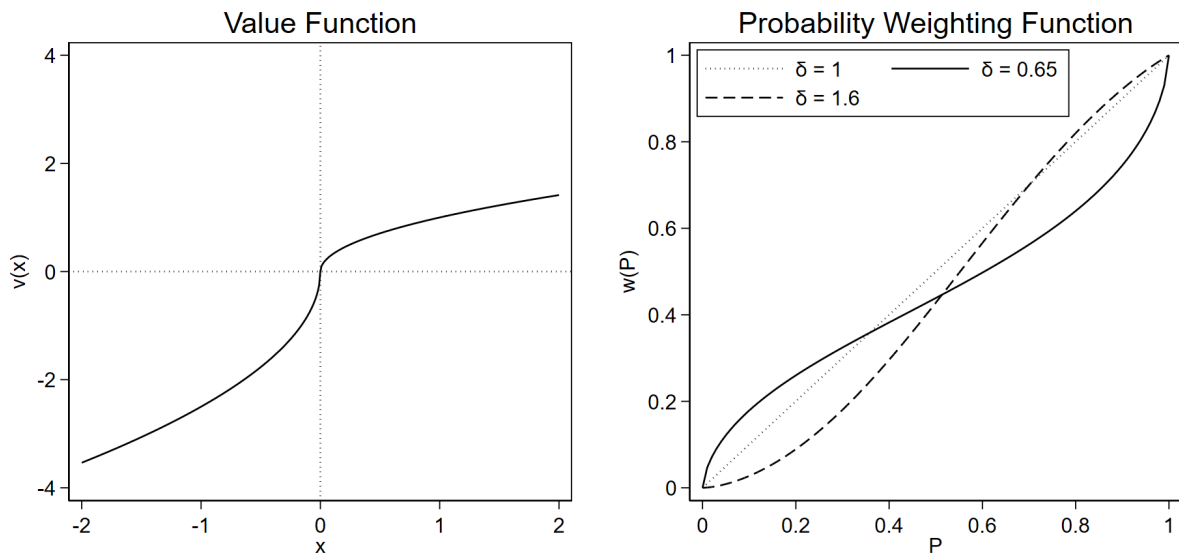 Value Function
4
2
0
-2
-4
v(x)
-2 -1 0 1 2
x
Probability Weighting Function
δ = 1 δ = 0.65
δ = 1.6
1
0.8
0.6
0.4
0.2
0
w(P)
0 0.2 0.4 0.6 0.8 1
P